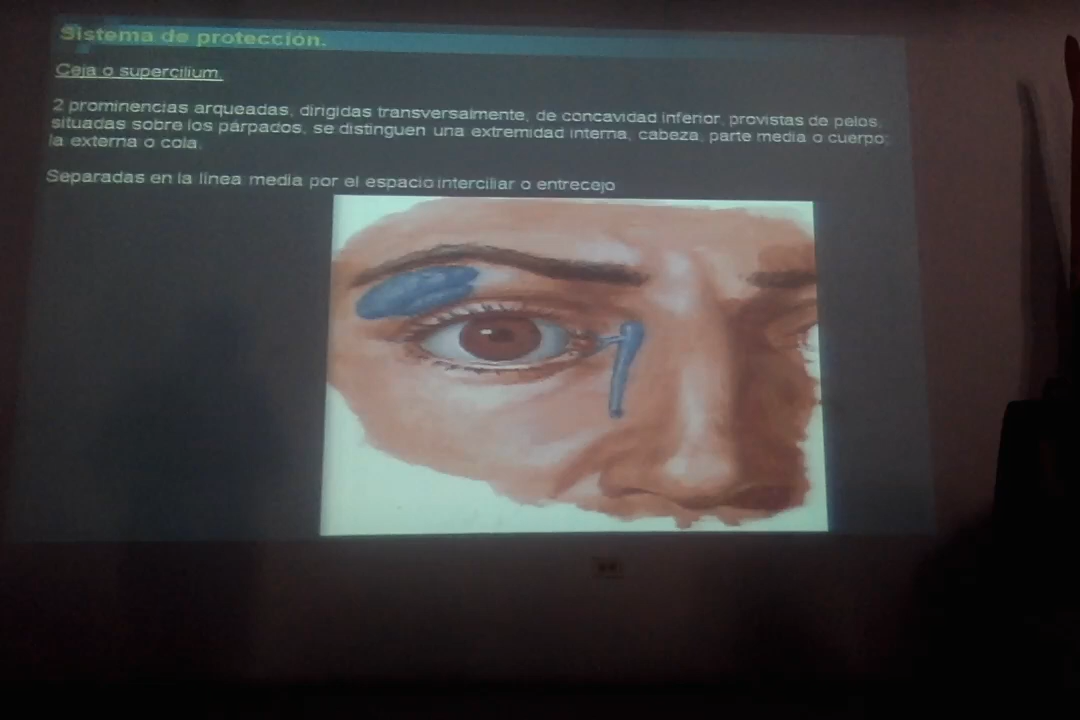 Sistema de protección.
Ceja o supercilium.
2 prominencias arqueadas, dirigidas transversalmente, de concavidad inferior, provistas de pelos,
situadas sobre los párpados, se distinguen una extremidad interna, cabeza, parte media o cuerpo;
la externa o cola.
Separadas en la línea media por el espacio interciliar o entrecejo